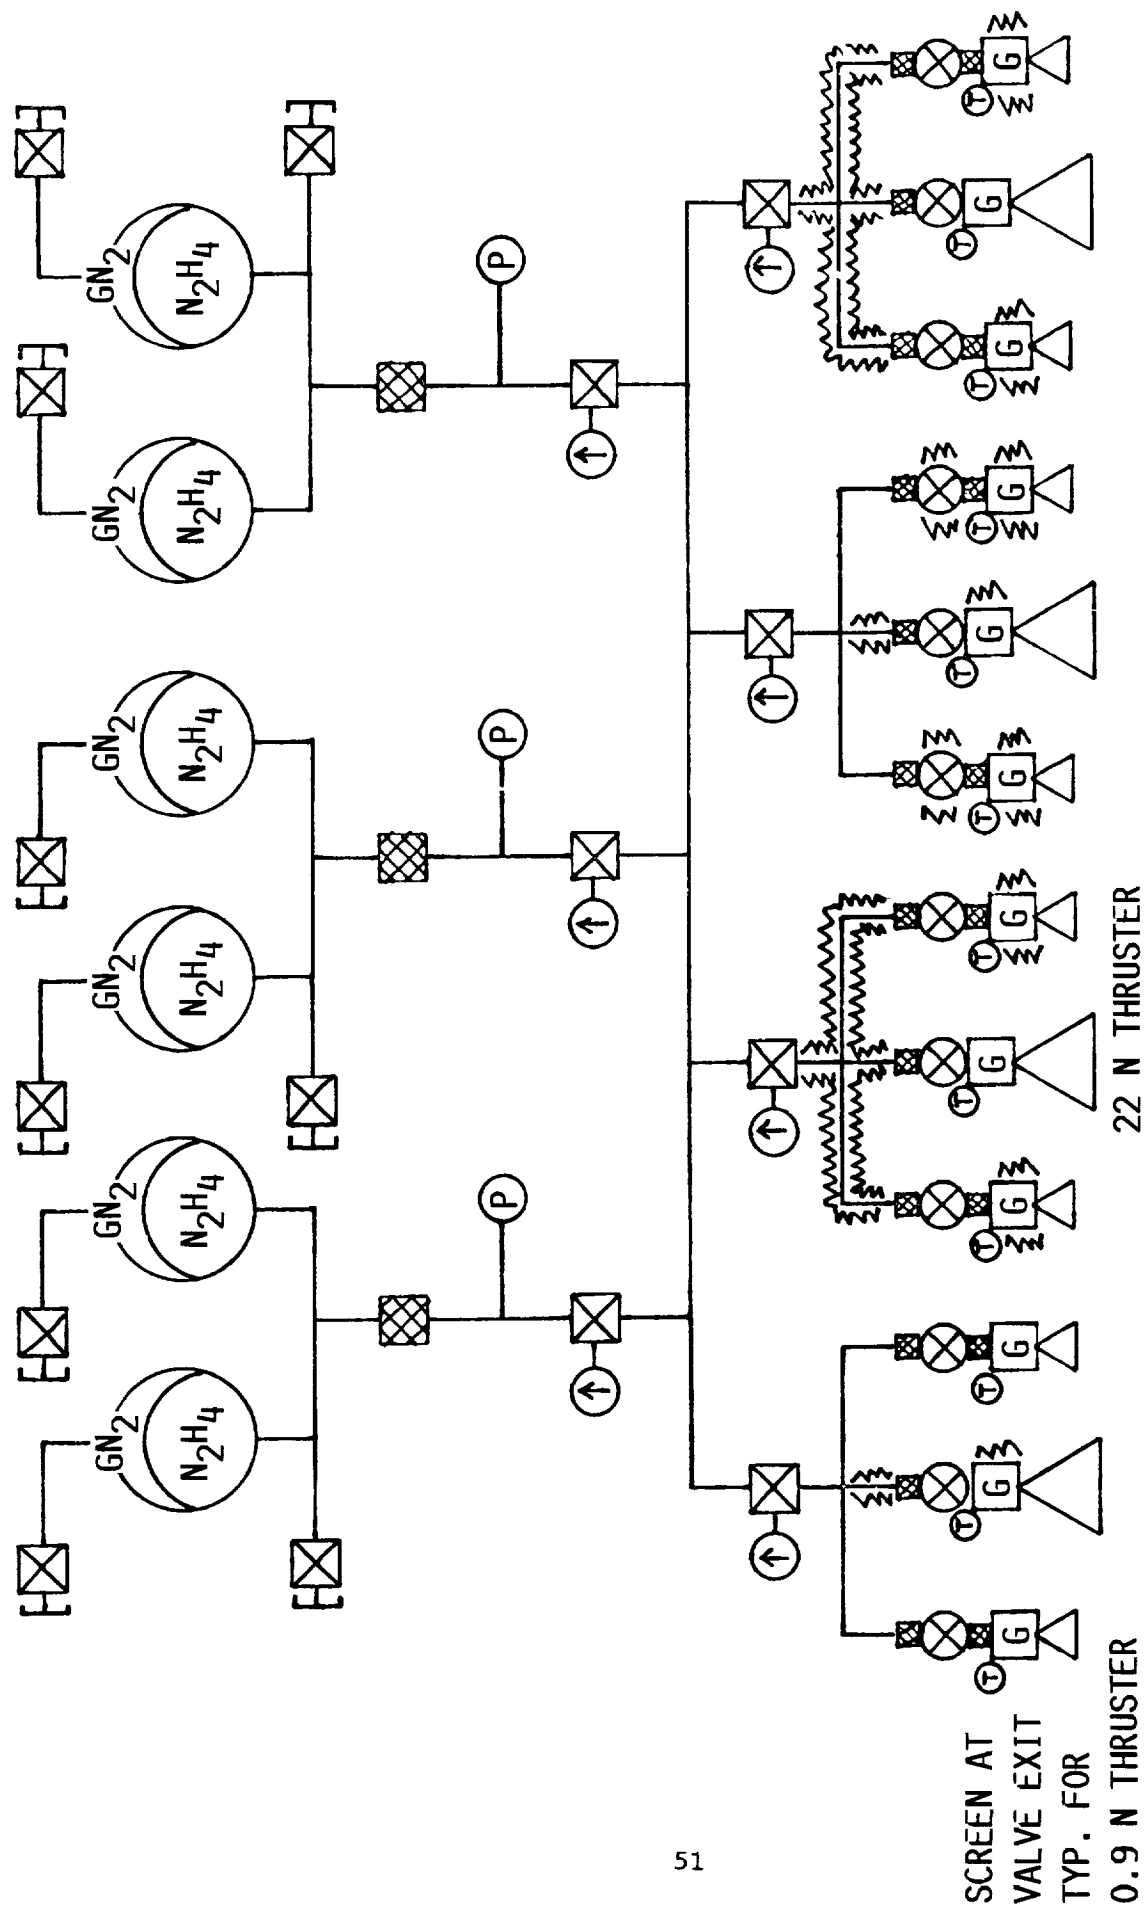 GN2 GN2 GN2 GN2 GN2 GN2
N2H4 N2H4 N2H4 N2H4 N2H4 N2H4
P P P
T T T T T T T T T T T T
G G G G G G G G G G G G
SCREEN AT
VALVE EXIT
TYP. FOR
0.9 N THRUSTER
22 N THRUSTER
51